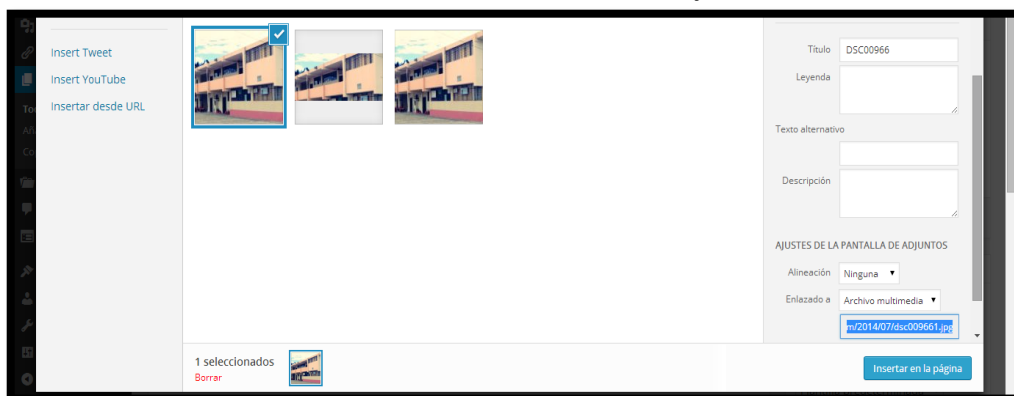 Insert Tweet
Insert YouTube
Insertar desde URL
Título DSC00966
Leyenda
Texto alternativo
Descripción
AJUSTES DE LA PANTALLA DE ADJUNTOS
Alineación Ninguna
Enlazado a Archivo multimedia
m/2014/07/dsc009661.jpg
1 seleccionados
Borrar
Insertar en la página